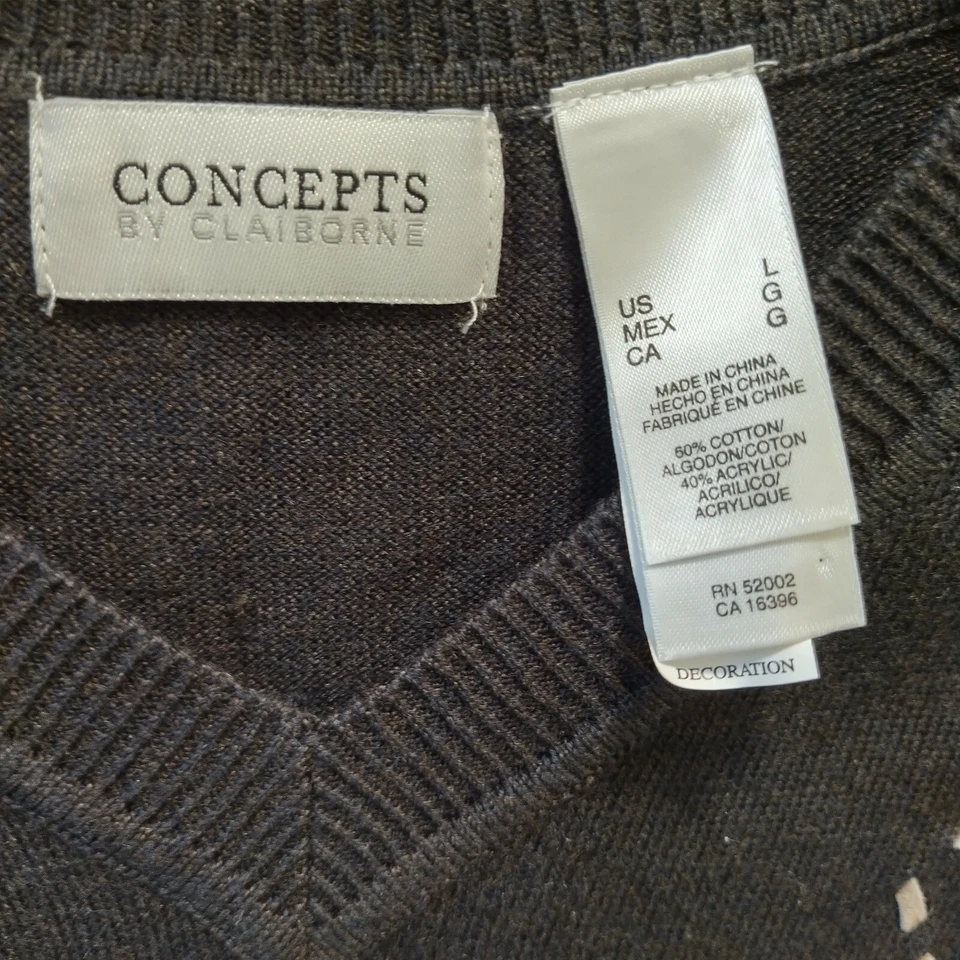 CONCEPTS
BY CLAIBORNE
US L
MEX G
CA G
MADE IN CHINA
HECHO EN CHINA
FABRIQUÉ EN CHINE
60% COTTON/
ALGODON/COTON
40% ACRYLIC/
ACRILICO/
ACRYLIQUE
RN 52002
CA 16396
DECORATION